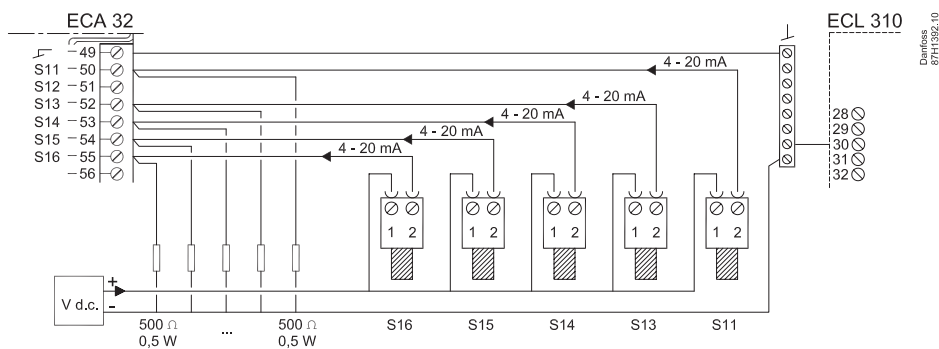 ECA 32
ECL 310
Danfoss
87H1392.10
49
S11 50
S12 51
S13 52
S14 53
S15 54
S16 55
56
4 - 20 mA
4 - 20 mA
4 - 20 mA
4 - 20 mA
4 - 20 mA
28
29
30
31
32
1 2
1 2
1 2
1 2
1 2
+
V d.c.
-
500 Ω ... 500 Ω
0,5 W 0,5 W
S16 S15 S14 S13 S11